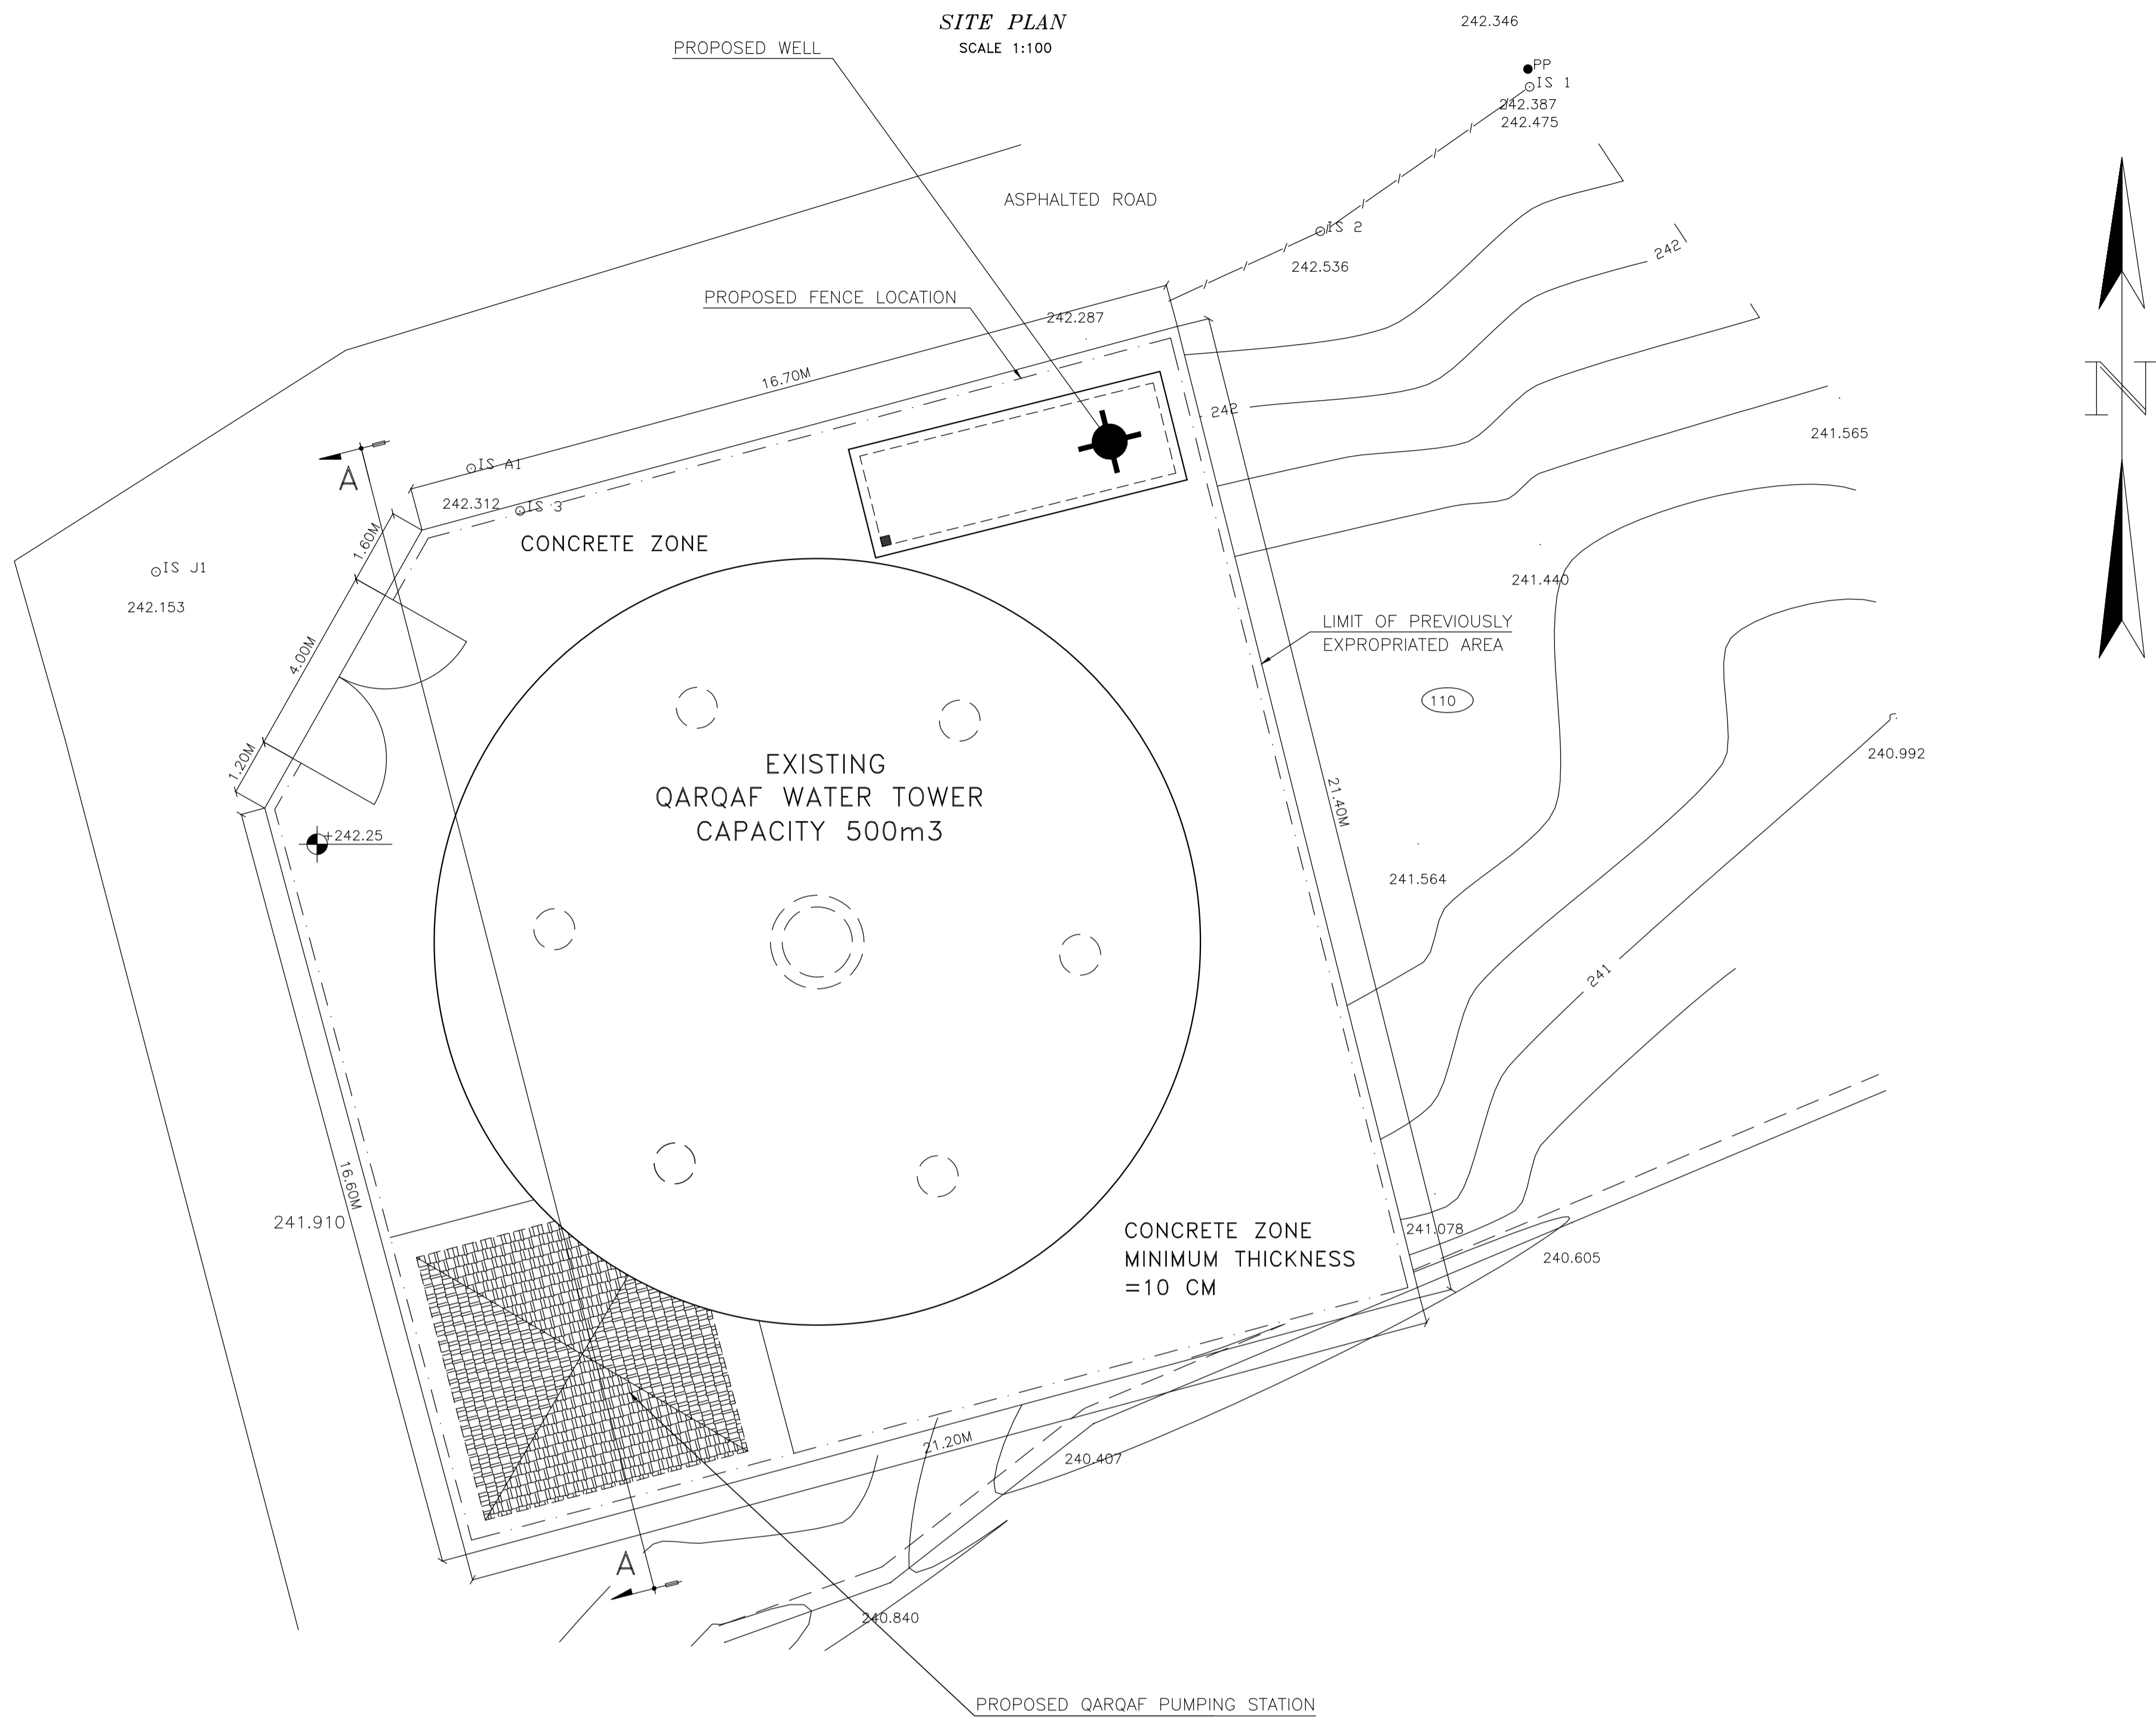 SITE PLAN
SCALE 1:100
242.346
PROPOSED WELL
PP
IS 1
242.387
242.475
ASPHALTED ROAD
IS 2
242.536
242
PROPOSED FENCE LOCATION
242.287
16.70M
242
241.565
N
IS A1
A
242.312
IS 3
1.60M
CONCRETE ZONE
IS J1
242.153
241.440
LIMIT OF PREVIOUSLY
EXPROPRIATED AREA
4.00M
110
1.20M
EXISTING
QARQAF WATER TOWER
CAPACITY 500m3
240.992
21.40M
+242.25
241.564
241
16.60M
241.910
CONCRETE ZONE
MINIMUM THICKNESS
=10 CM
241.078
240.605
21.20M
240.407
A
240.840
PROPOSED QARQAF PUMPING STATION